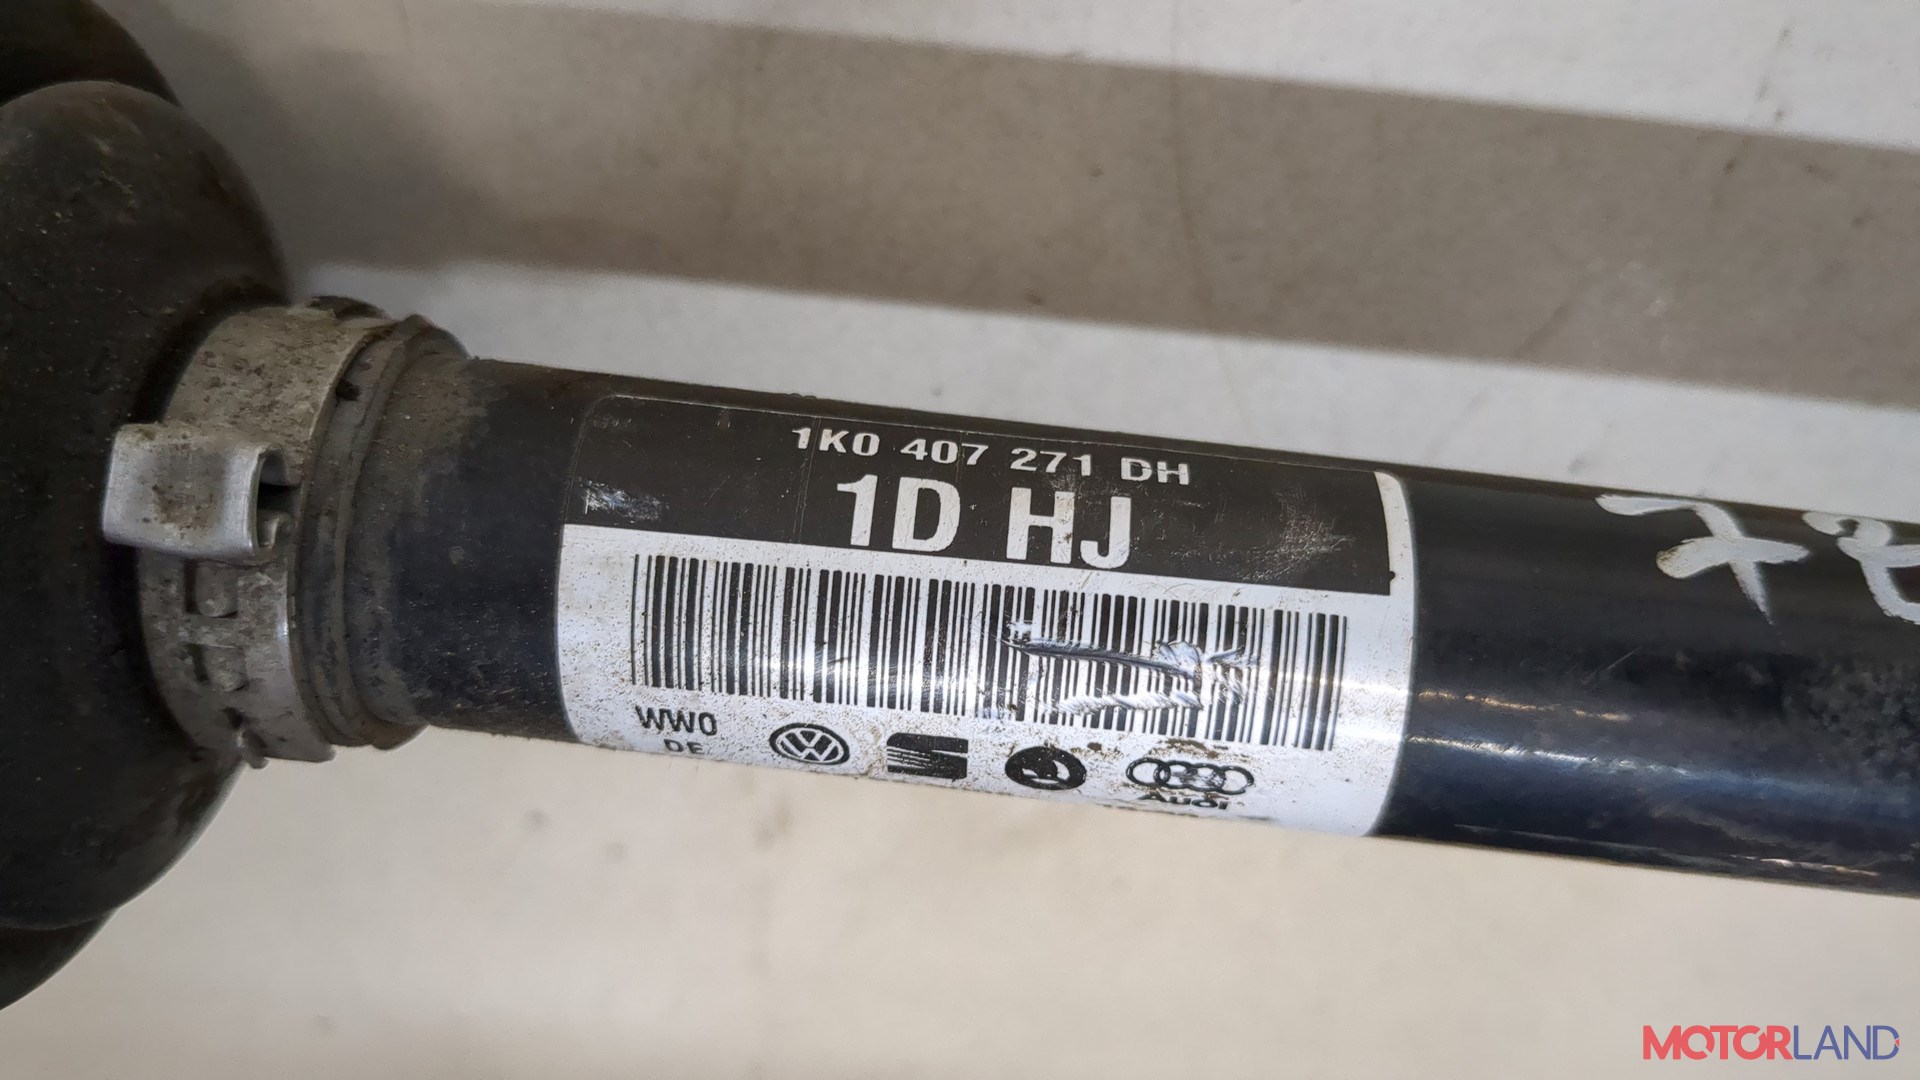 1K0 407 271 DH
1D HJ
WW0
DE
Audi
MOTORLAND